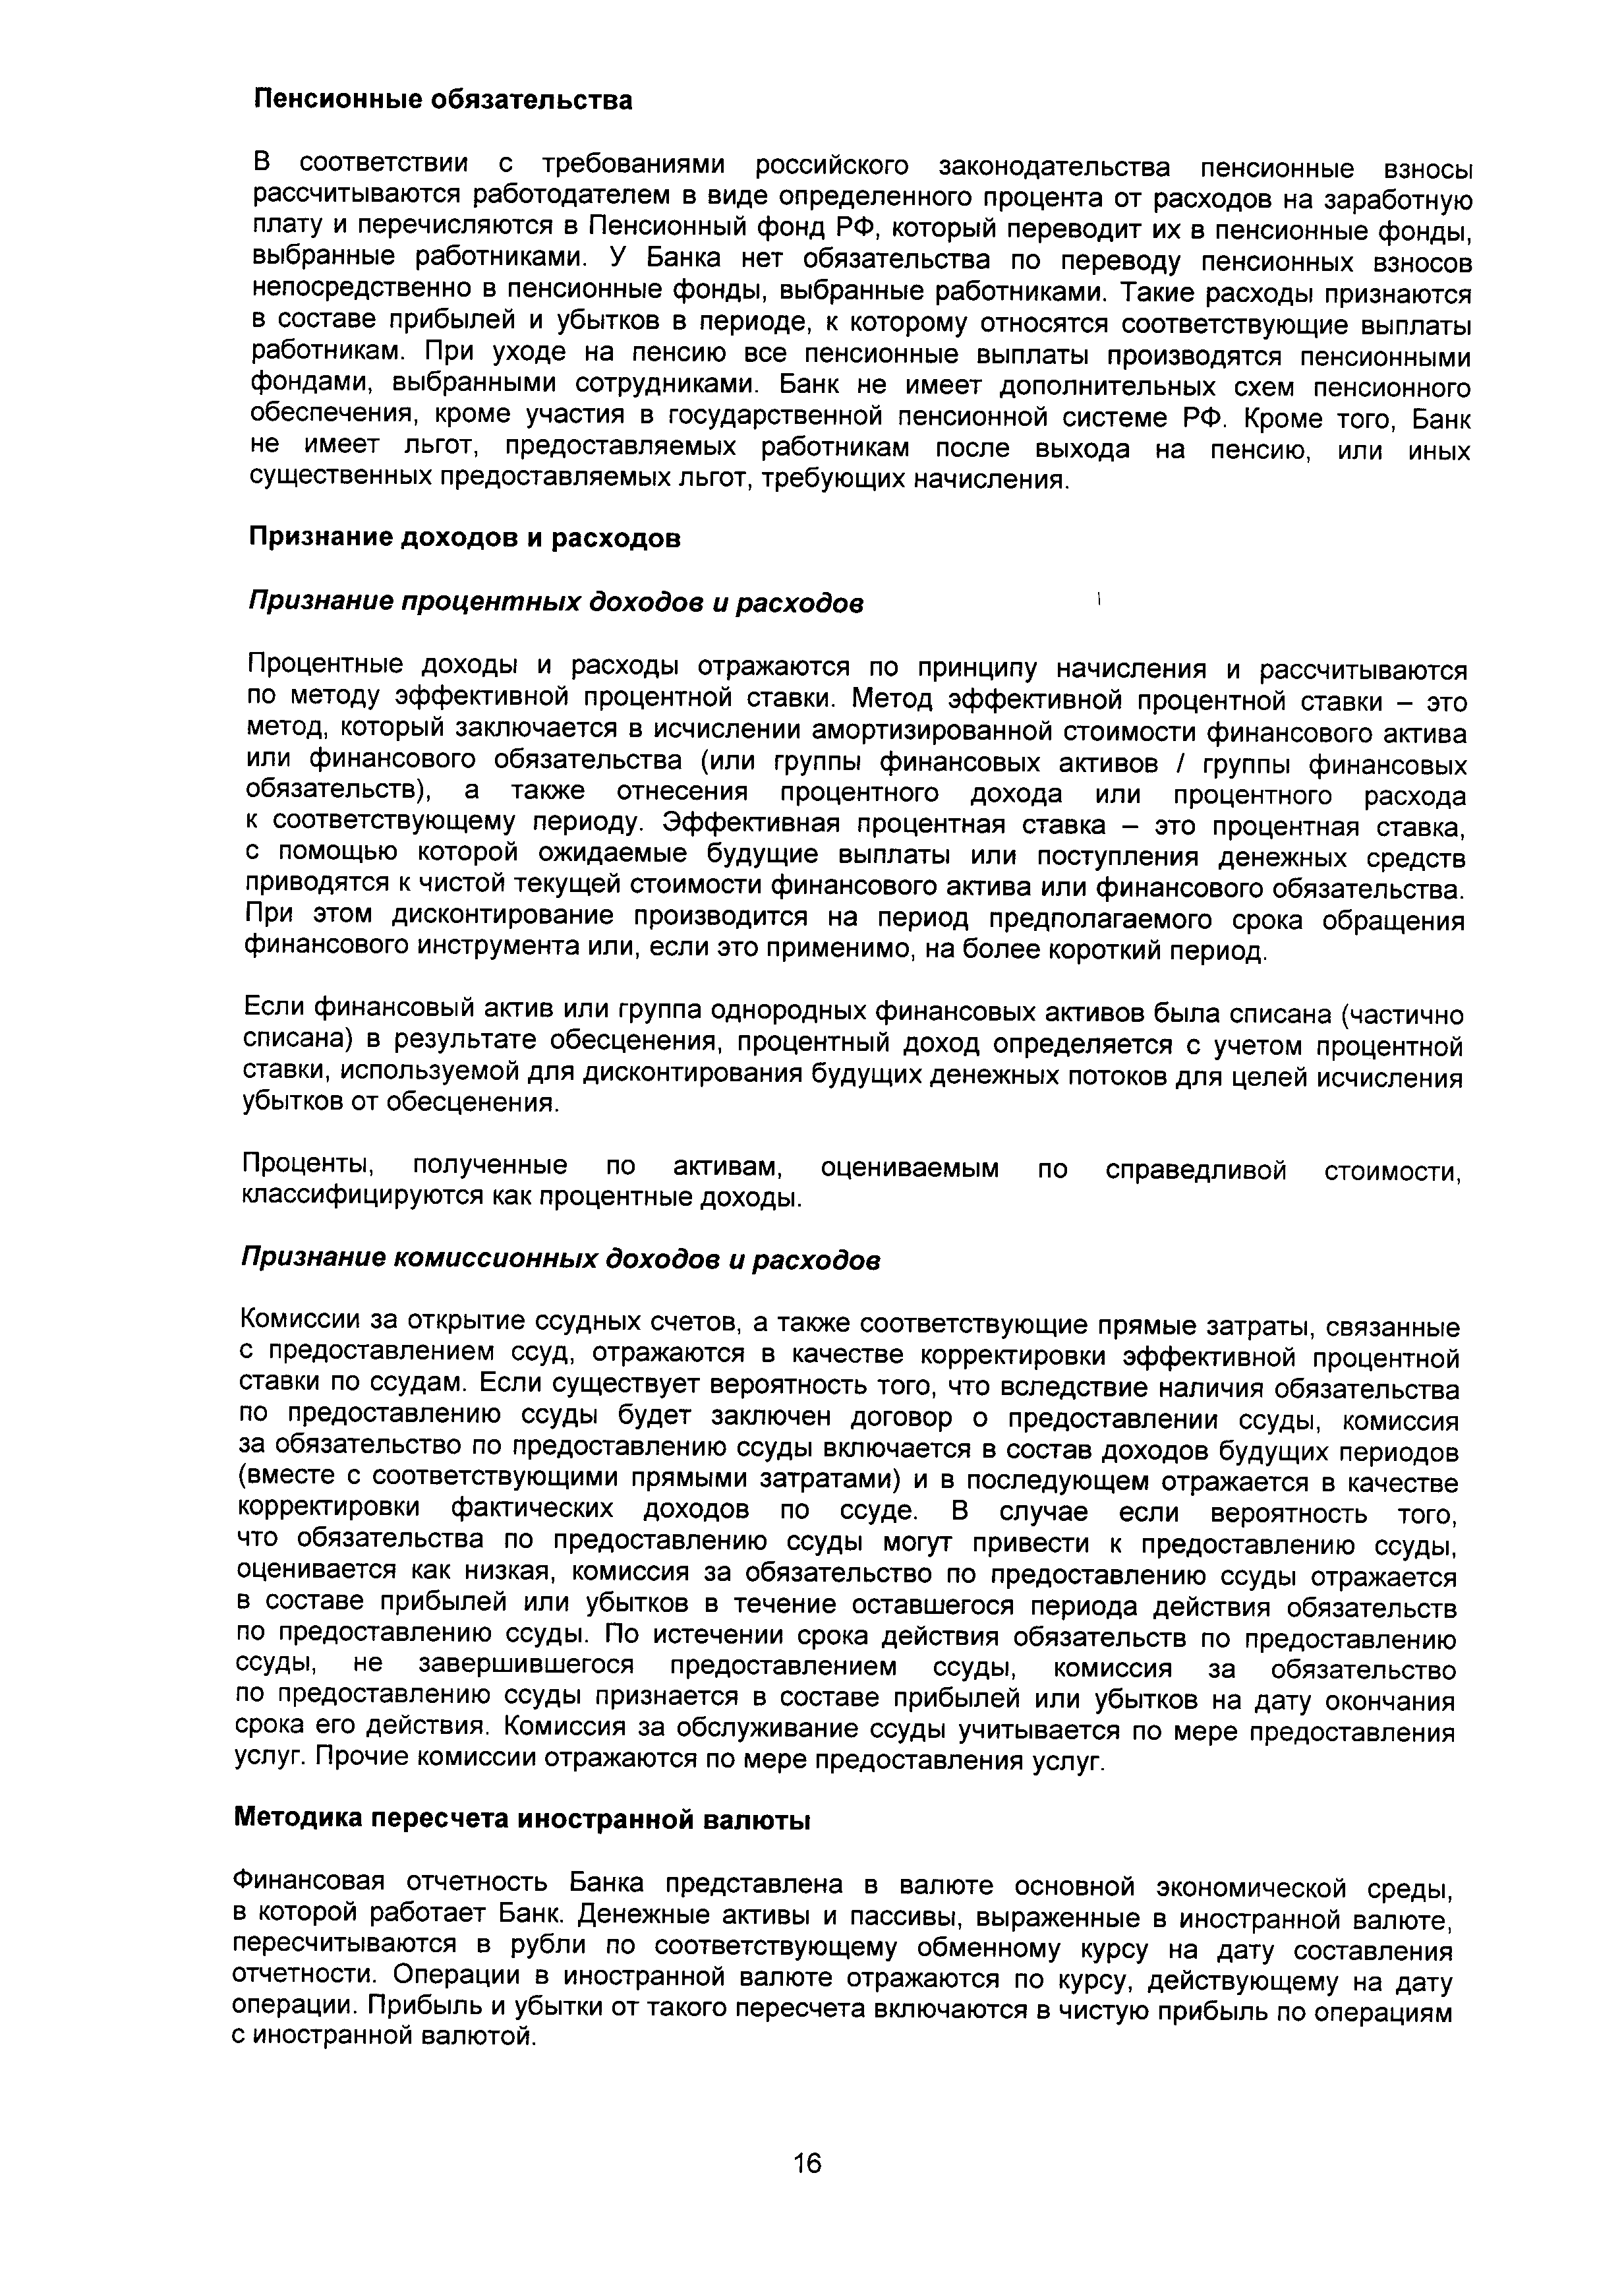 Пенсионные обязательства
В соответствии с требованиями российского законодательства пенсионные взносы
рассчитываются работодателем в виде определенного процента от расходов на заработную
плату и перечисляются в Пенсионный фонд РФ, который переводит их в пенсионные фонды,
выбранные работниками. У Банка нет обязательства по переводу пенсионных взносов
непосредственно в пенсионные фонды, выбранные работниками. Такие расходы признаются
в составе прибылей и убытков в периоде, к которому относятся соответствующие выплаты
работникам. При уходе на пенсию все пенсионные выплаты производятся пенсионными
фондами, выбранными сотрудниками. Банк не имеет дополнительных схем пенсионного
обеспечения, кроме участия в государственной пенсионной системе РФ. Кроме того, Банк
не имеет льгот, предоставляемых работникам после выхода на пенсию, или иных
существенных предоставляемых льгот, требующих начисления.
Признание доходов и расходов
Признание процентных доходов и расходов
Процентные доходы и расходы отражаются по принципу начисления и рассчитываются
по методу эффективной процентной ставки. Метод эффективной процентной ставки – это
метод, который заключается в исчислении амортизированной стоимости финансового актива
или финансового обязательства (или группы финансовых активов / группы финансовых
обязательств), а также отнесения процентного дохода или процентного расхода
к соответствующему периоду. Эффективная процентная ставка – это процентная ставка,
с помощью которой ожидаемые будущие выплаты или поступления денежных средств
приводятся к чистой текущей стоимости финансового актива или финансового обязательства.
При этом дисконтирование производится на период предполагаемого срока обращения
финансового инструмента или, если это применимо, на более короткий период.
Если финансовый актив или группа однородных финансовых активов была списана (частично
списана) в результате обесценения, процентный доход определяется с учетом процентной
ставки, используемой для дисконтирования будущих денежных потоков для целей исчисления
убытков от обесценения.
Проценты, полученные по активам, оцениваемым по справедливой стоимости,
классифицируются как процентные доходы.
Признание комиссионных доходов и расходов
Комиссии за открытие ссудных счетов, а также соответствующие прямые затраты, связанные
с предоставлением ссуд, отражаются в качестве корректировки эффективной процентной
ставки по ссудам. Если существует вероятность того, что вследствие наличия обязательства
по предоставлению ссуды будет заключен договор о предоставлении ссуды, комиссия
за обязательство по предоставлению ссуды включается в состав доходов будущих периодов
(вместе с соответствующими прямыми затратами) и в последующем отражается в качестве
корректировки фактических доходов по ссуде. В случае если вероятность того,
что обязательства по предоставлению ссуды могут привести к предоставлению ссуды,
оценивается как низкая, комиссия за обязательство по предоставлению ссуды отражается
в составе прибылей или убытков в течение оставшегося периода действия обязательств
по предоставлению ссуды. По истечении срока действия обязательств по предоставлению
ссуды, не завершившегося предоставлением ссуды, комиссия за обязательство
по предоставлению ссуды признается в составе прибылей или убытков на дату окончания
срока его действия. Комиссия за обслуживание ссуды учитывается по мере предоставления
услуг. Прочие комиссии отражаются по мере предоставления услуг.
Методика пересчета иностранной валюты
Финансовая отчетность Банка представлена в валюте основной экономической среды,
в которой работает Банк. Денежные активы и пассивы, выраженные в иностранной валюте,
пересчитываются в рубли по соответствующему обменному курсу на дату составления
отчетности. Операции в иностранной валюте отражаются по курсу, действующему на дату
операции. Прибыль и убытки от такого пересчета включаются в чистую прибыль по операциям
с иностранной валютой.
16